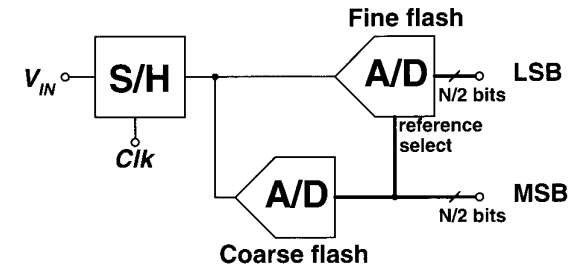 Fine flash
V_IN
S/H
A/D
LSB
N/2 bits
reference
select
Clk
A/D
MSB
N/2 bits
Coarse flash